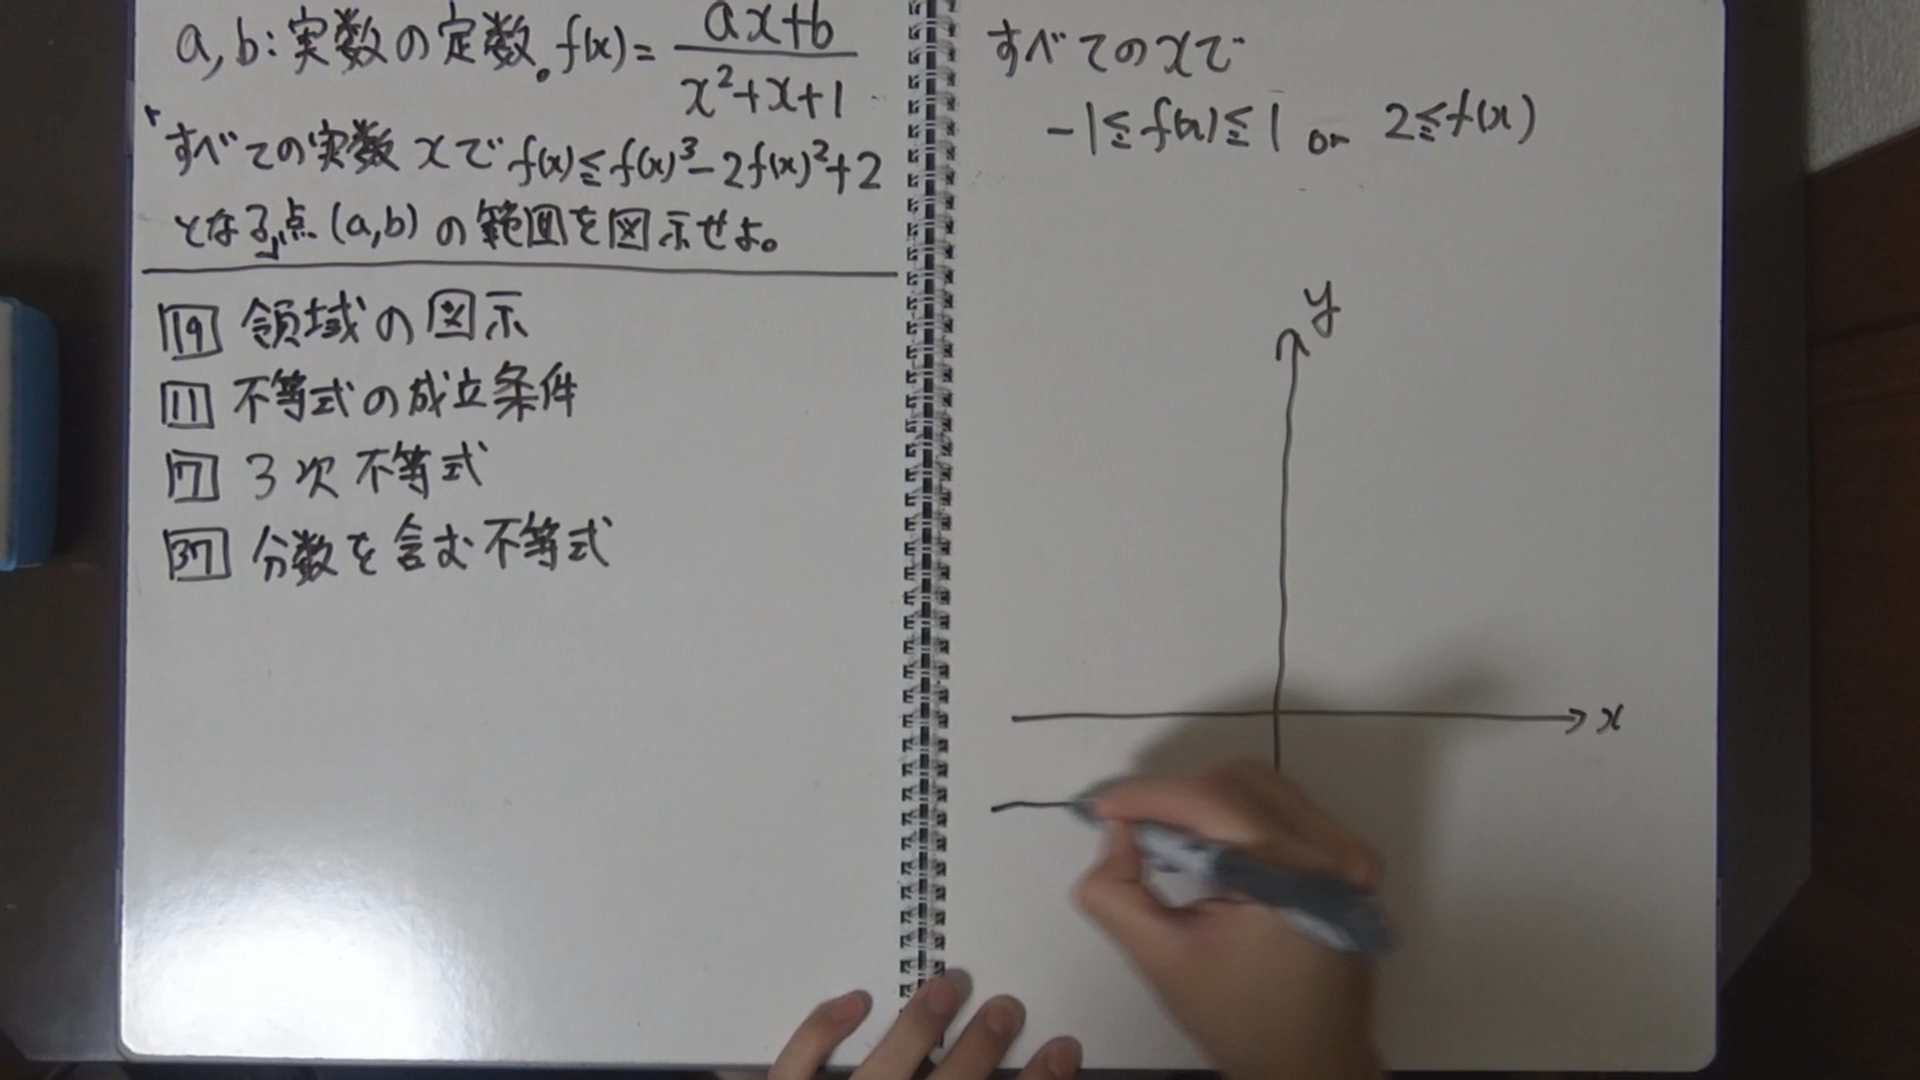 a,b:実数の定数。f(x)=(ax+b)/(x²+x+1)
「すべての実数 xで f(x)≦f(x)³-2f(x)²+2
となる」点(a,b)の範囲を図示せよ。
19 領域の図示
11 不等式の成立条件
7 3次不等式
37 分数を含む不等式
すべてのxで
-1≦f(x)≦1 or 2≦f(x)
y
x